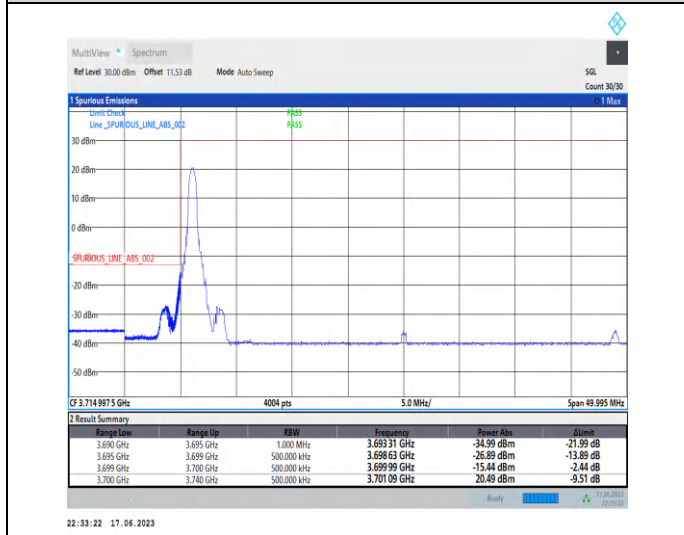 MultiView Spectrum
Ref Level 30.00 dBm Offset 11.53 dB Mode Auto Sweep SGL
Count 30/30
1 Spurious Emissions 1 Max
Limit Check PASS
Line _SPURIOUS_LINE_ABS_002 PASS
30 dBm
20 dBm
10 dBm
0 dBm
_SPURIOUS_LINE_ABS_002
-20 dBm
-30 dBm
-40 dBm
-50 dBm
CF 3.714 997 5 GHz 4004 pts 5.0 MHz/ Span 49.995 MHz
2 Result Summary
Range Low Range Up RBW Frequency Power Abs ΔLimit
3.690 GHz 3.695 GHz 1.000 MHz 3.693 31 GHz -34.99 dBm -21.99 dB
3.695 GHz 3.699 GHz 500.000 kHz 3.698 63 GHz -26.89 dBm -13.89 dB
3.699 GHz 3.700 GHz 500.000 kHz 3.699 99 GHz -15.44 dBm -2.44 dB
3.700 GHz 3.740 GHz 500.000 kHz 3.701 09 GHz 20.49 dBm -9.51 dB
Ready 17.06.2023
22:33:22
22:33:22 17.06.2023